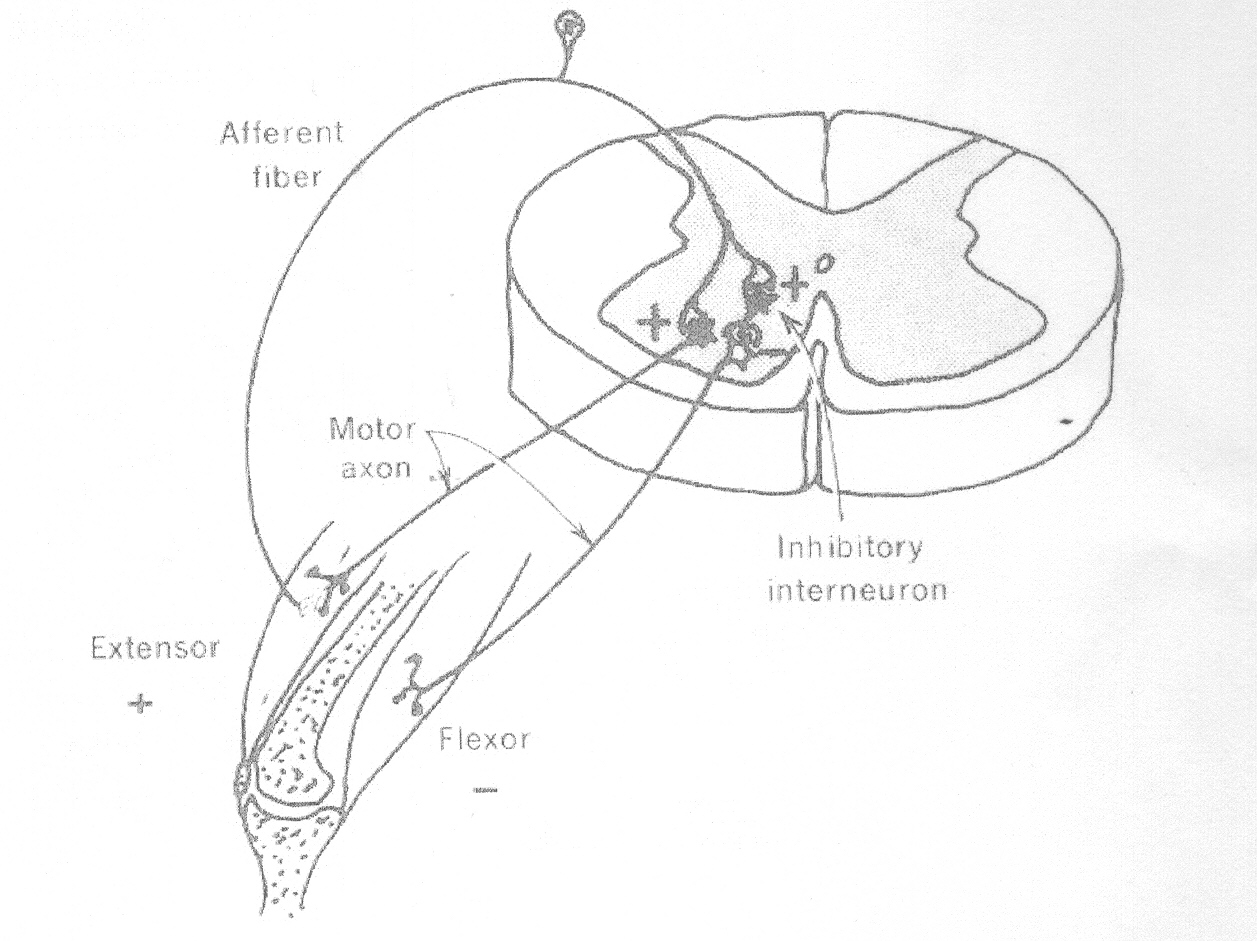 Afferent
fiber
+
+
Motor
axon
Inhibitory
interneuron
Extensor
+
Flexor
−